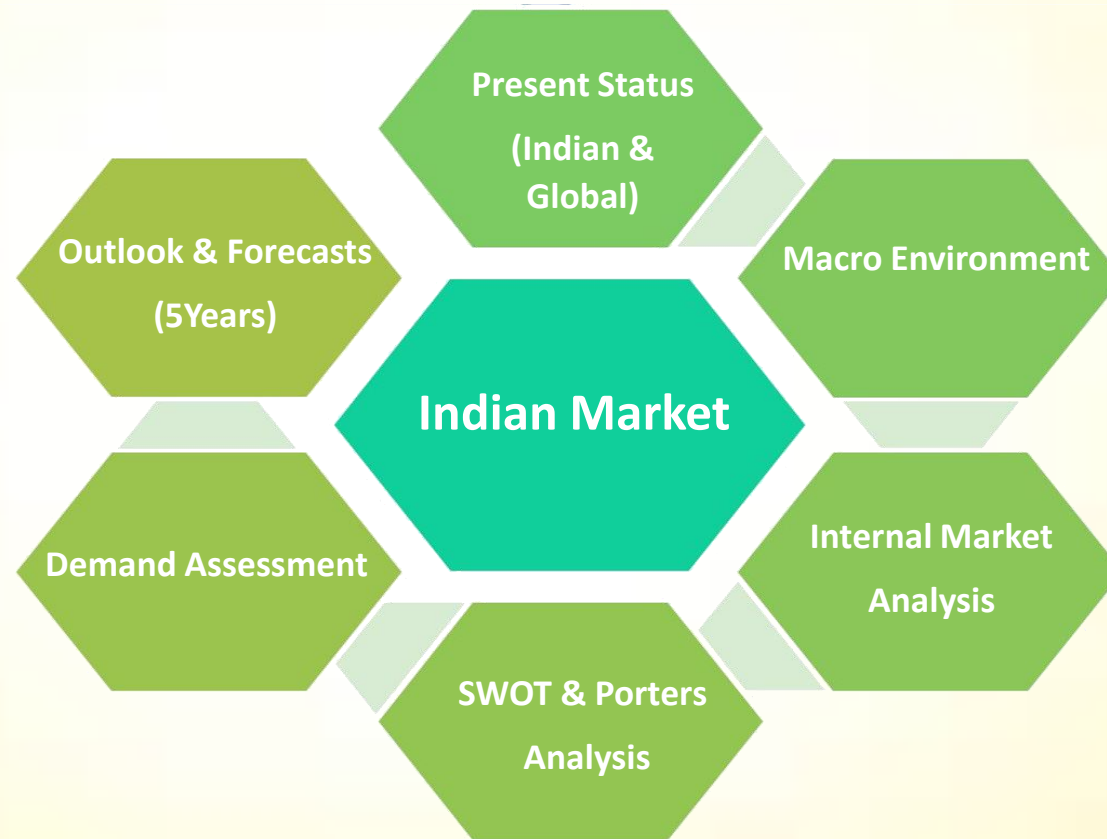 Present Status
(Indian &
Global)
Macro Environment
Internal Market
Analysis
SWOT & Porters
Analysis
Demand Assessment
Outlook & Forecasts
(5Years)
Indian Market